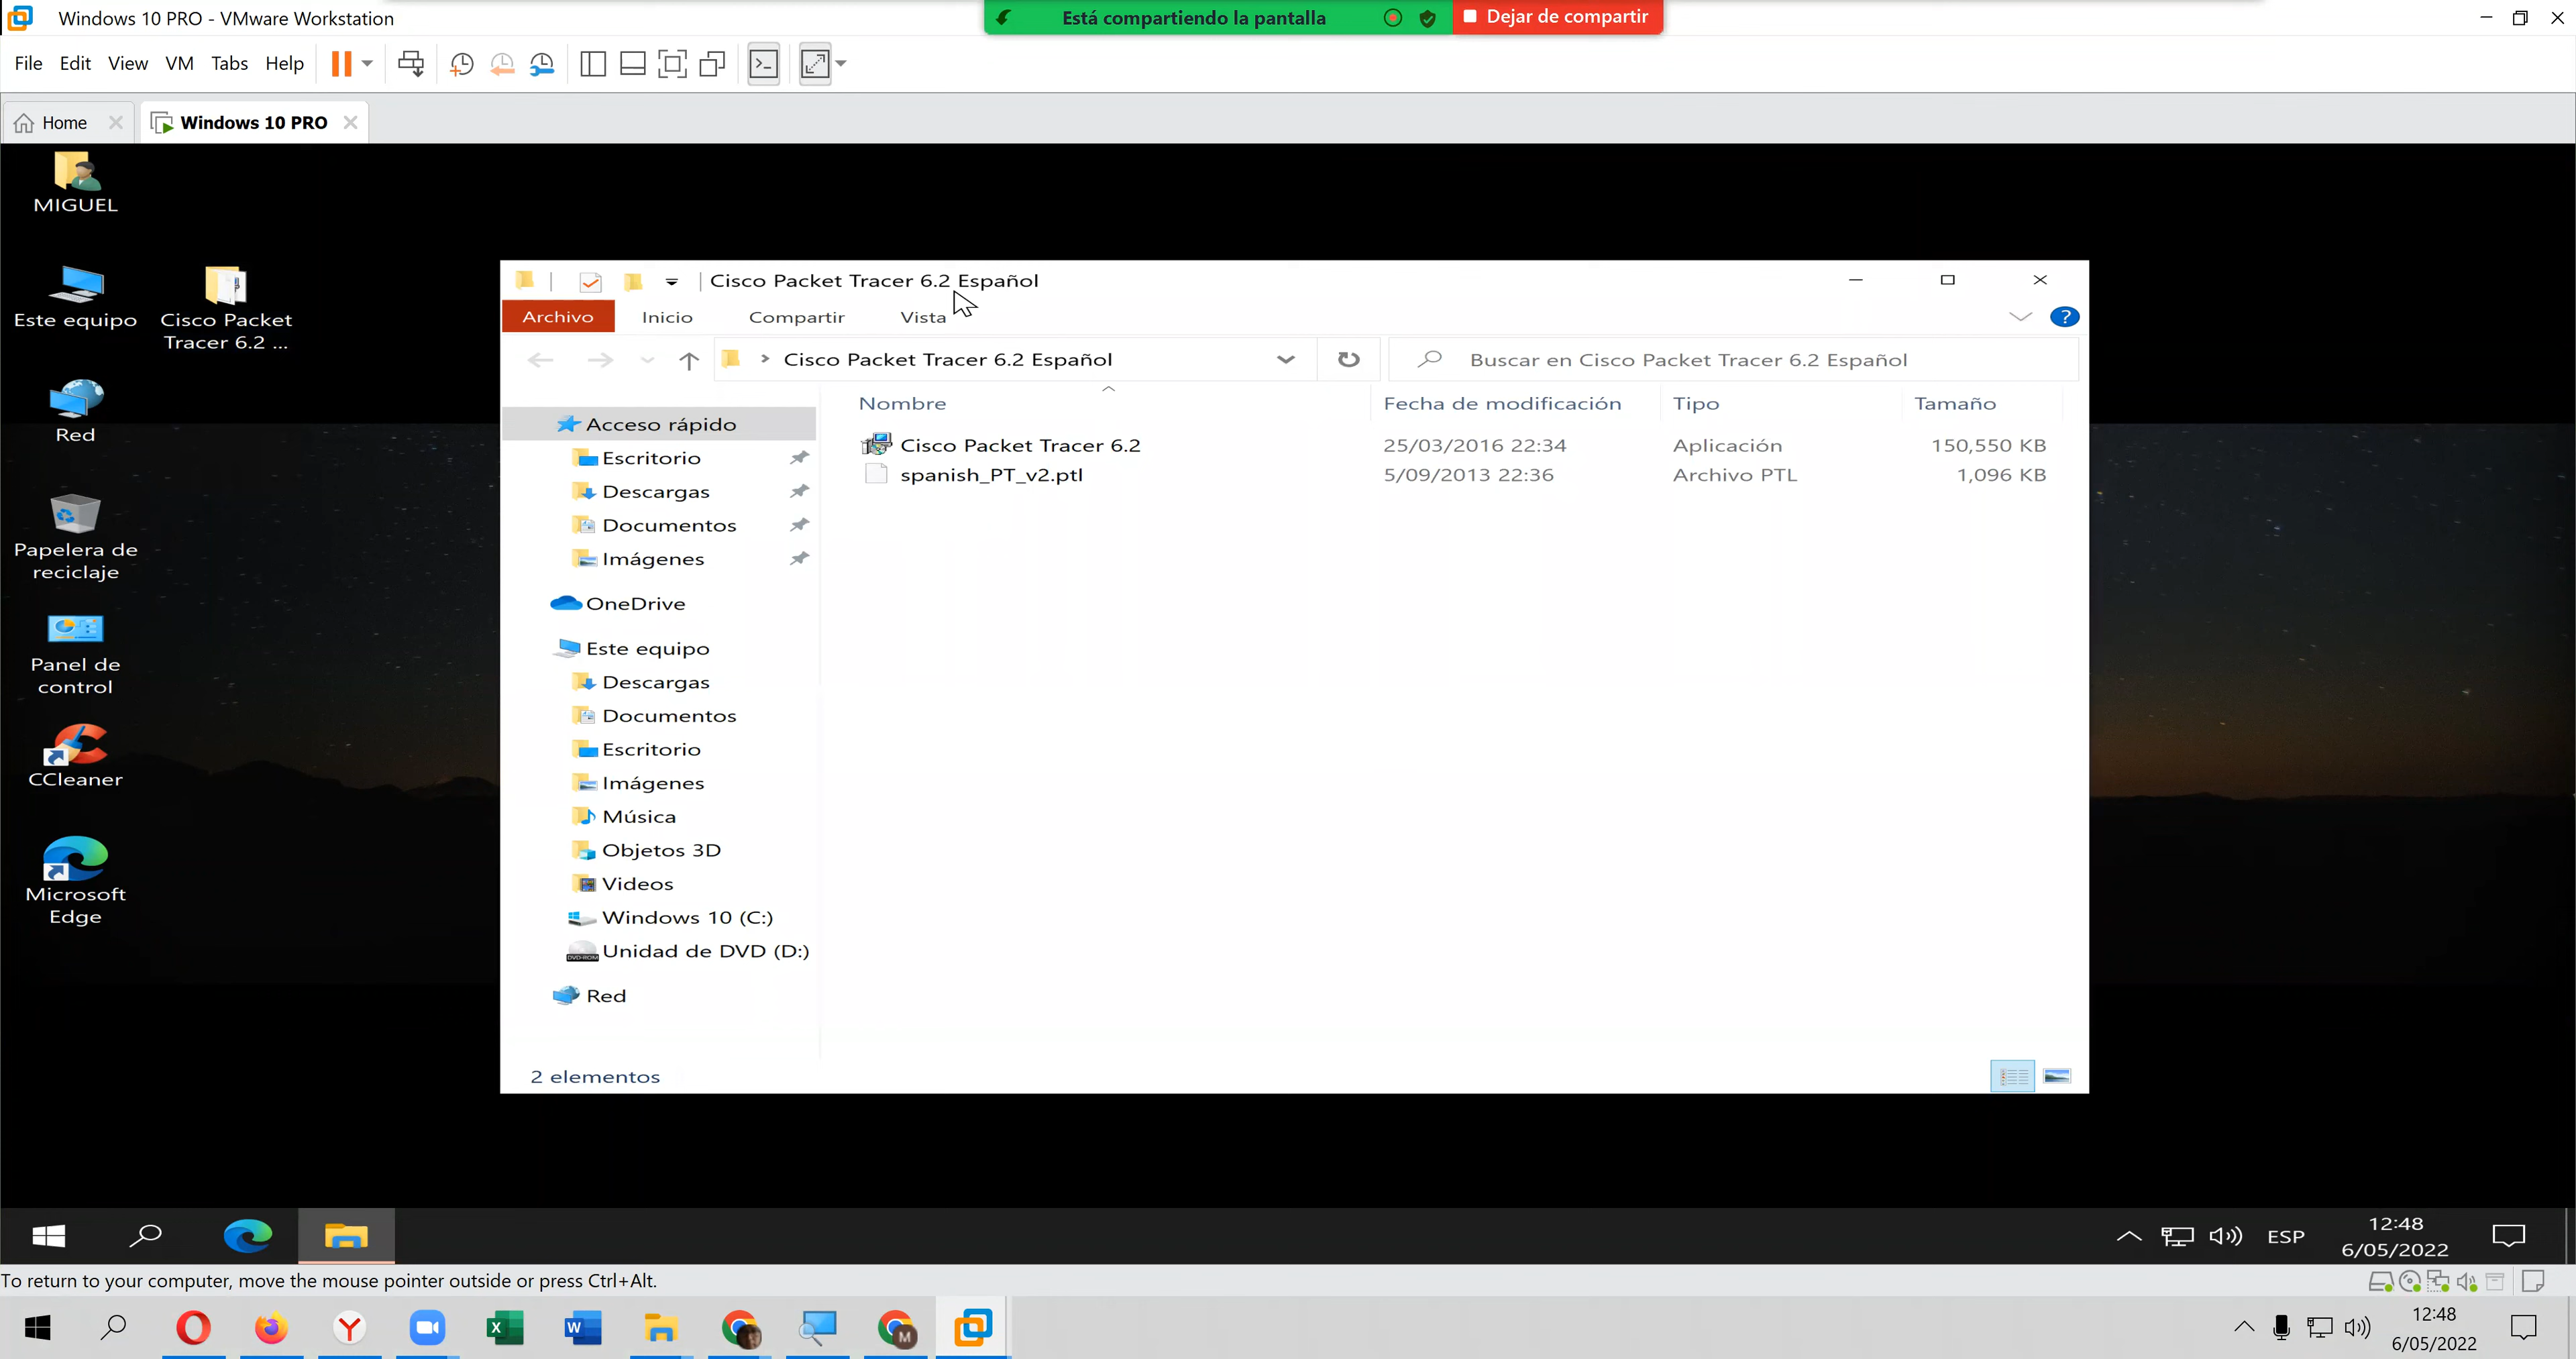 Windows 10 PRO - VMware Workstation
Está compartiendo la pantalla
Dejar de compartir
File Edit View VM Tabs Help
Home
Windows 10 PRO
MIGUEL
Este equipo
Cisco Packet
Tracer 6.2 ...
Red
Papelera de
reciclaje
Panel de
control
CCleaner
Microsoft
Edge
Cisco Packet Tracer 6.2 Español
Archivo Inicio Compartir Vista
Cisco Packet Tracer 6.2 Español
Buscar en Cisco Packet Tracer 6.2 Español
Nombre Fecha de modificación Tipo Tamaño
Cisco Packet Tracer 6.2 25/03/2016 22:34 Aplicación 150,550 KB
spanish_PT_v2.ptl 5/09/2013 22:36 Archivo PTL 1,096 KB
Acceso rápido
Escritorio
Descargas
Documentos
Imágenes
OneDrive
Este equipo
Descargas
Documentos
Escritorio
Imágenes
Música
Objetos 3D
Videos
Windows 10 (C:)
Unidad de DVD (D:)
Red
2 elementos
ESP
12:48
6/05/2022
To return to your computer, move the mouse pointer outside or press Ctrl+Alt.
12:48
6/05/2022